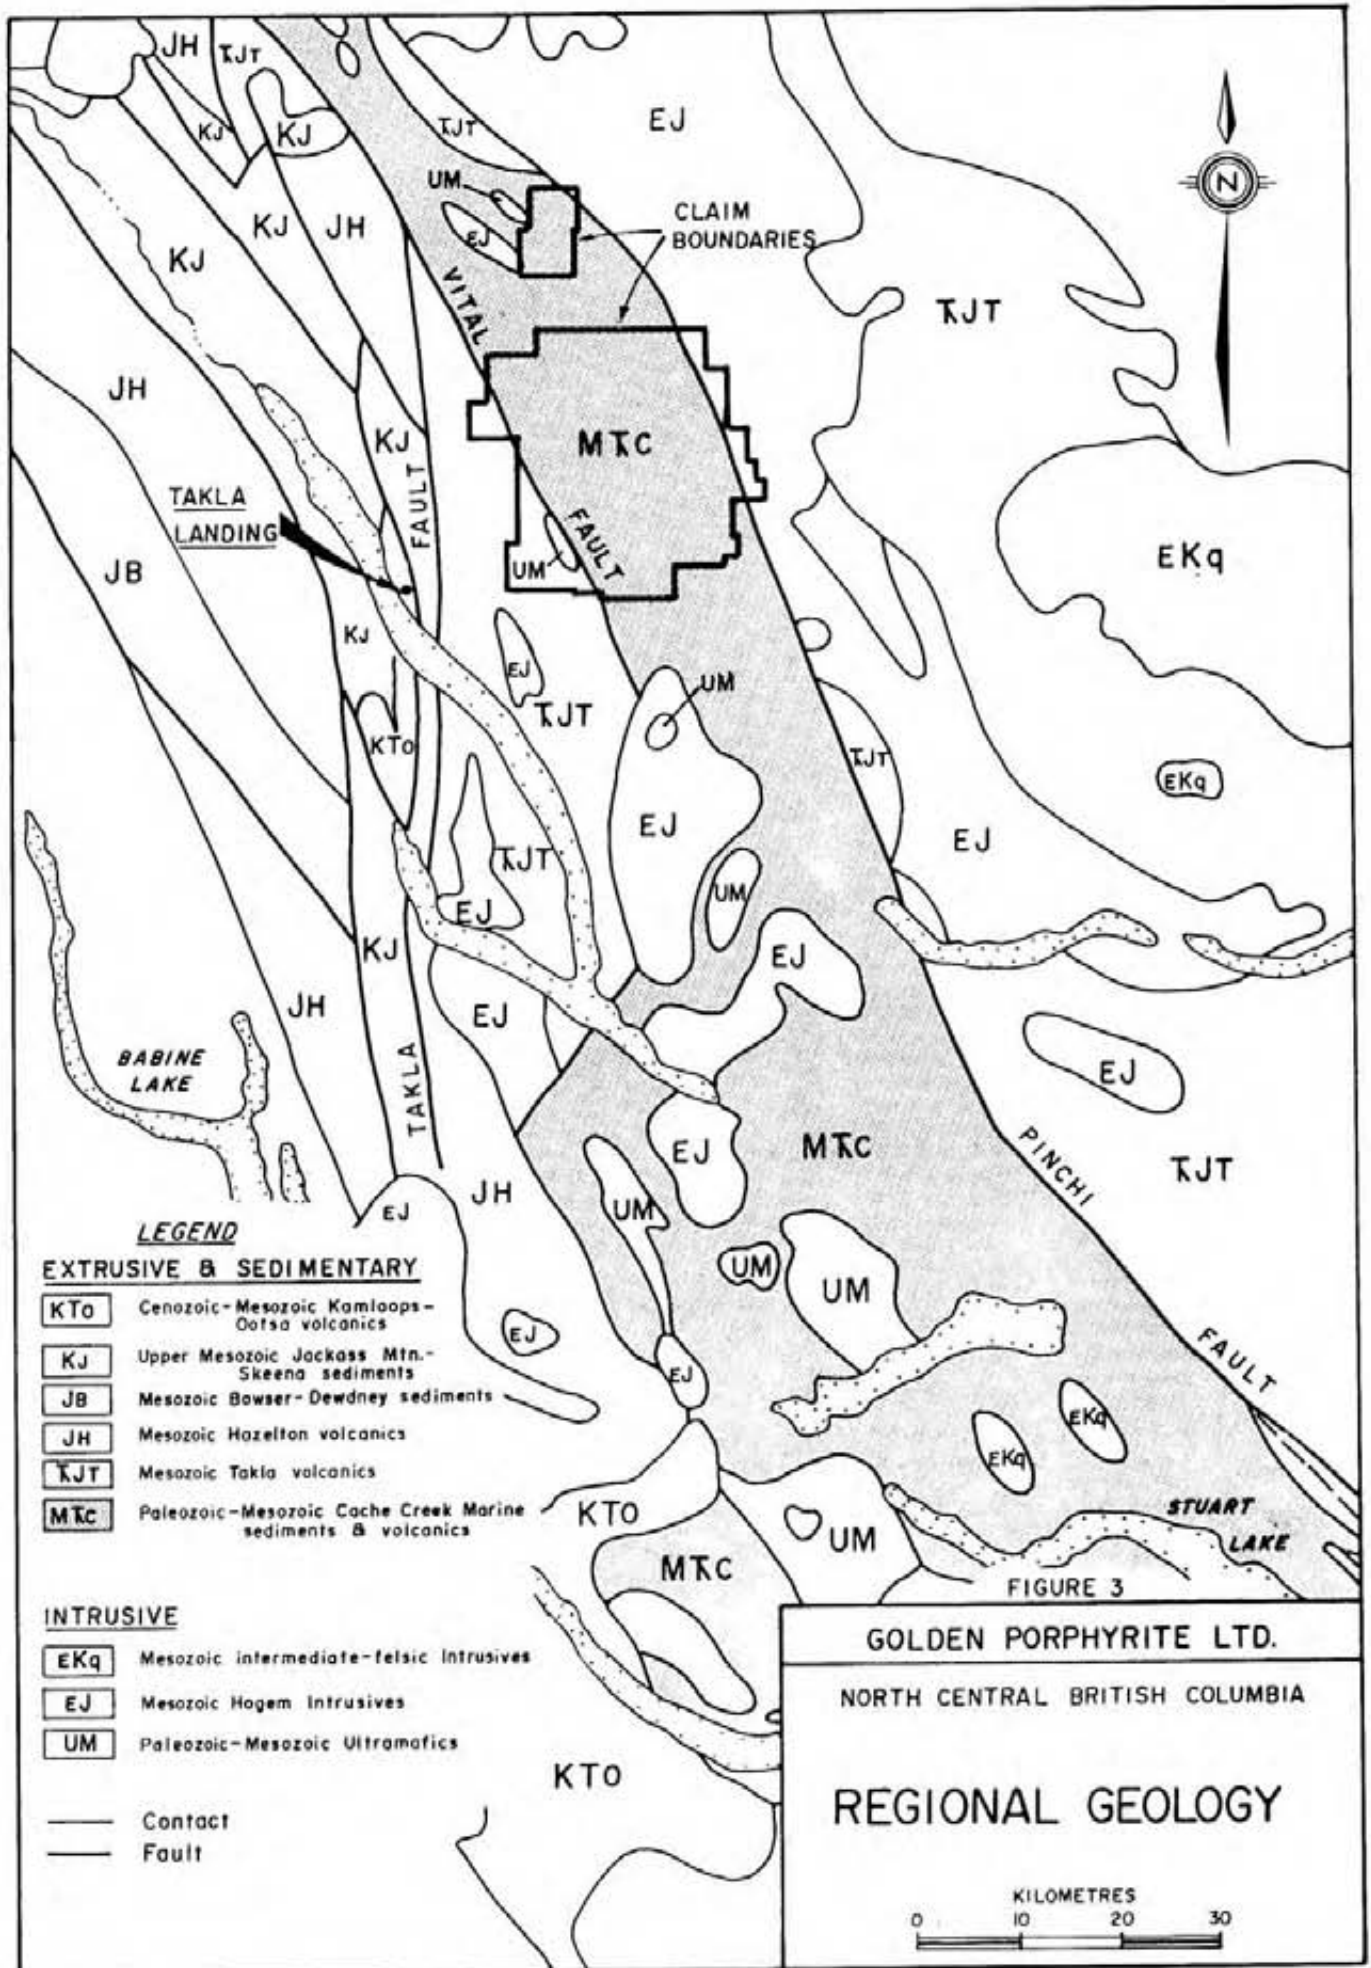 JH
TJT
KJ
KJ
TJT
EJ
N
UM
CLAIM
BOUNDARIES
KJ
JH
EJ
KJ
VITAL
TJT
JH
KJ
MTC
TAKLA
LANDING
FAULT
FAULT
EKq
JB
UM
KJ
EJ
TJT
UM
KTO
TJT
EKq
EJ
EJ
TJT
UM
EJ
KJ
EJ
JH
EJ
BABINE
LAKE
EJ
TAKLA
EJ
MTC
PINCHI
TJT
JH
UM
EJ
UM
UM
EJ
FAULT
EJ
EKq
EKq
KTO
UM
STUART
LAKE
MTC
KTO
LEGEND
EXTRUSIVE & SEDIMENTARY
KTO Cenozoic-Mesozoic Kamloops-
Ootsa volcanics
KJ Upper Mesozoic Jackass Mtn.-
Skeena sediments
JB Mesozoic Bowser-Dewdney sediments
JH Mesozoic Hazelton volcanics
TJT Mesozoic Takla volcanics
MTC Paleozoic-Mesozoic Cache Creek Marine
sediments & volcanics
INTRUSIVE
EKq Mesozoic intermediate-felsic Intrusives
EJ Mesozoic Hogem Intrusives
UM Paleozoic-Mesozoic Ultramafics
Contact
Fault
FIGURE 3
GOLDEN PORPHYRITE LTD.
NORTH CENTRAL BRITISH COLUMBIA
REGIONAL GEOLOGY
KILOMETRES
0 10 20 30